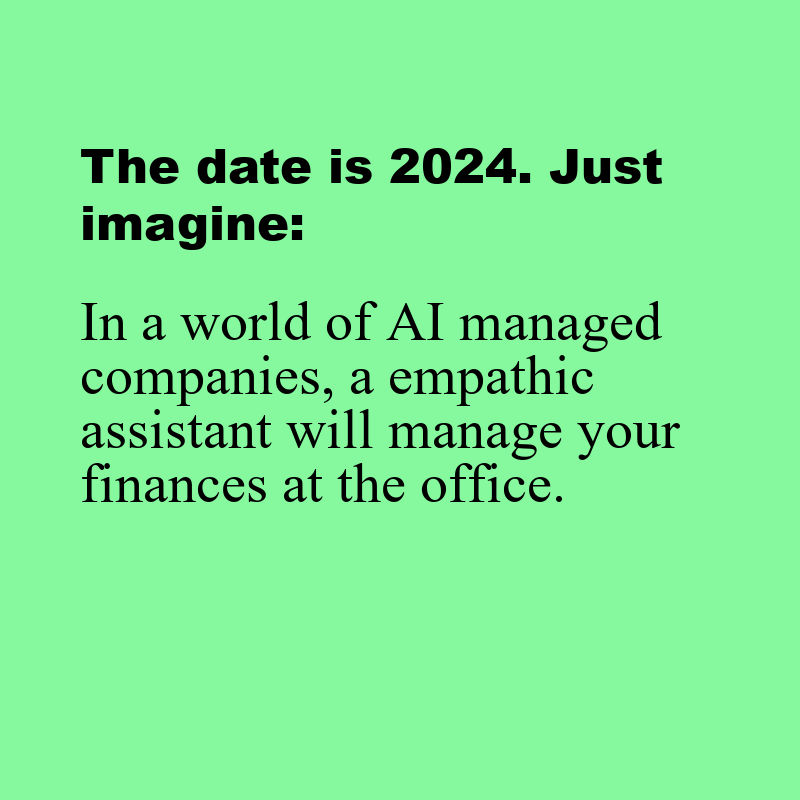 The date is 2024. Just
imagine:
In a world of AI managed
companies, a empathic
assistant will manage your
finances at the office.